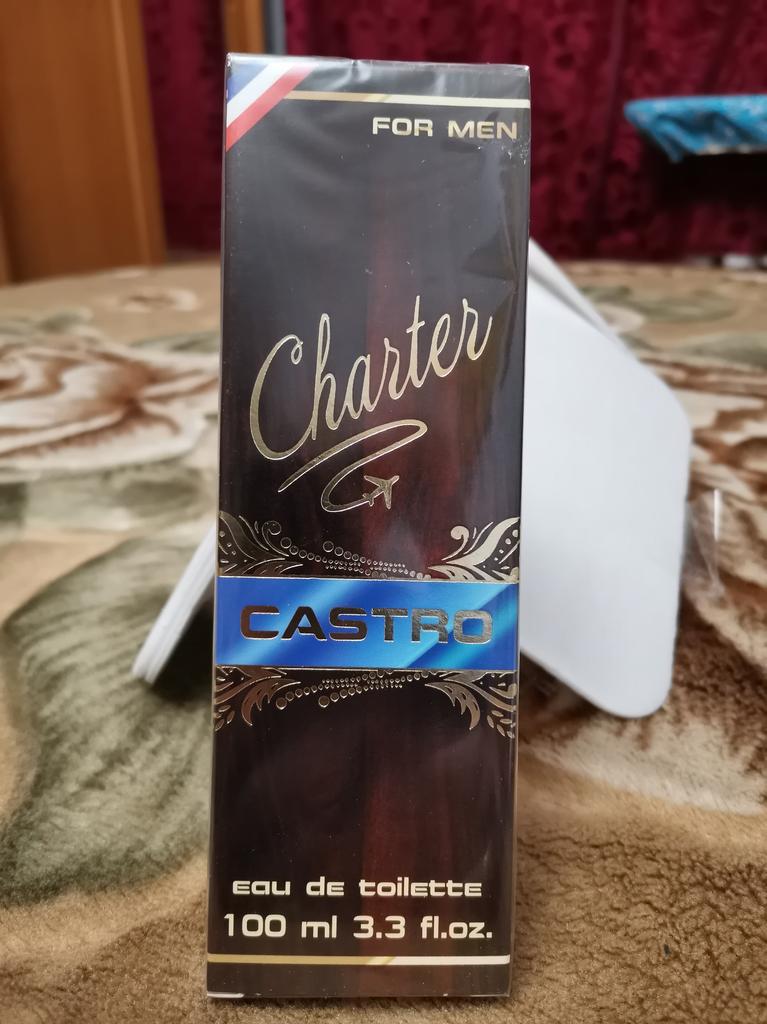 FOR MEN
Charter
CASTRO
eau de toilette
100 ml 3.3 fl.oz.